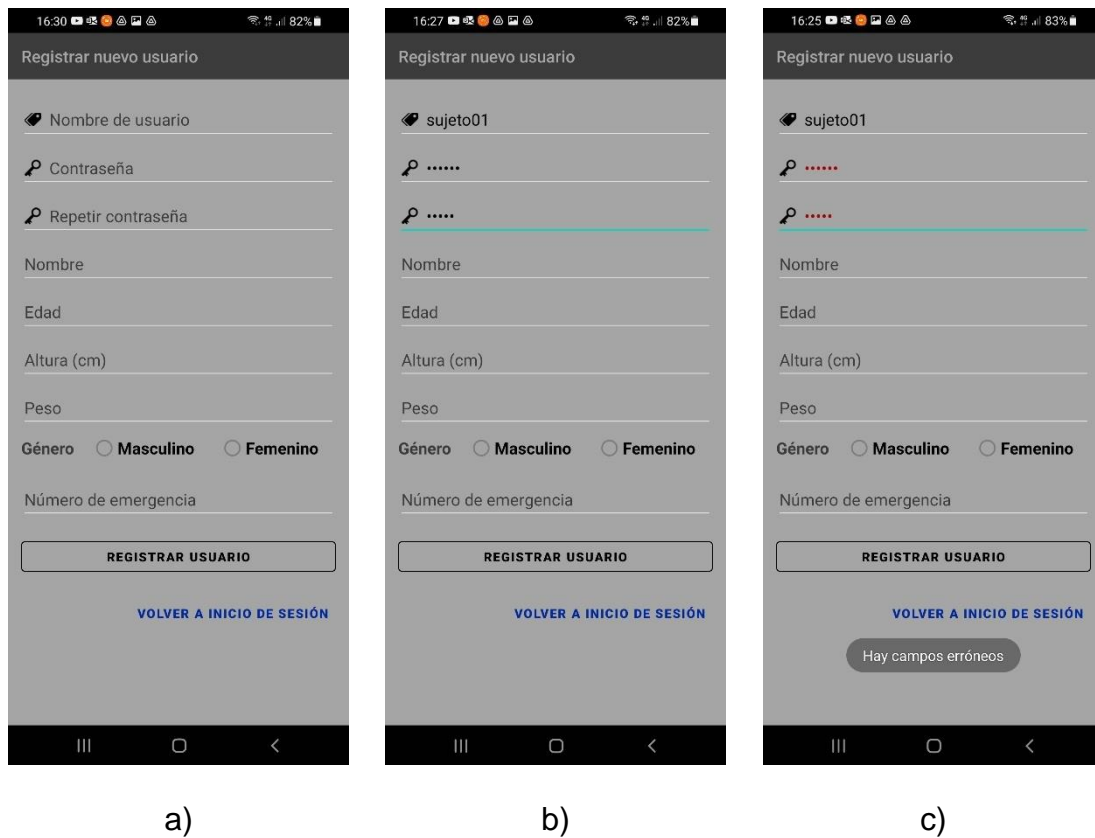 16:30 82%
Registrar nuevo usuario
Nombre de usuario
Contraseña
Repetir contraseña
Nombre
Edad
Altura (cm)
Peso
Género Masculino Femenino
Número de emergencia
REGISTRAR USUARIO
VOLVER A INICIO DE SESIÓN
a)
16:27 82%
Registrar nuevo usuario
sujeto01
••••••
•••••
Nombre
Edad
Altura (cm)
Peso
Género Masculino Femenino
Número de emergencia
REGISTRAR USUARIO
VOLVER A INICIO DE SESIÓN
b)
16:25 83%
Registrar nuevo usuario
sujeto01
••••••
•••••
Nombre
Edad
Altura (cm)
Peso
Género Masculino Femenino
Número de emergencia
REGISTRAR USUARIO
VOLVER A INICIO DE SESIÓN
Hay campos erróneos
c)